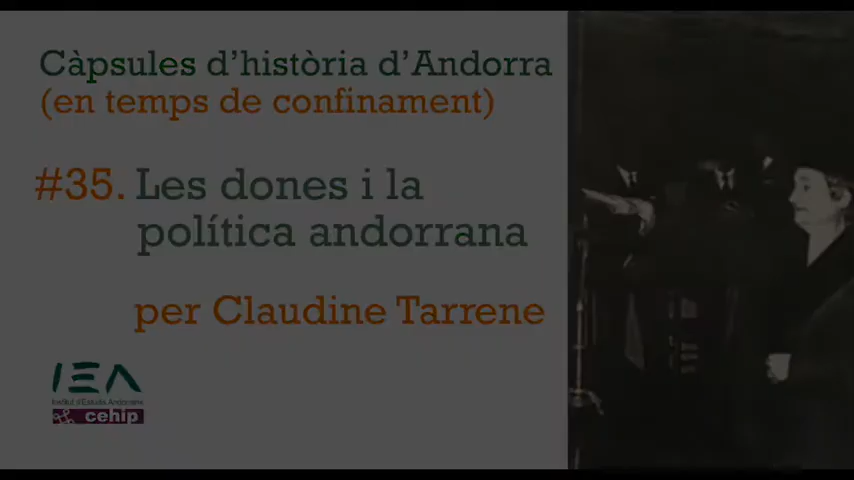 Càpsules d'història d'Andorra
(en temps de confinament)
#35. Les dones i la
política andorrana
per Claudine Tarrene
IEA
Institut d'Estudis Andorrans
cehip